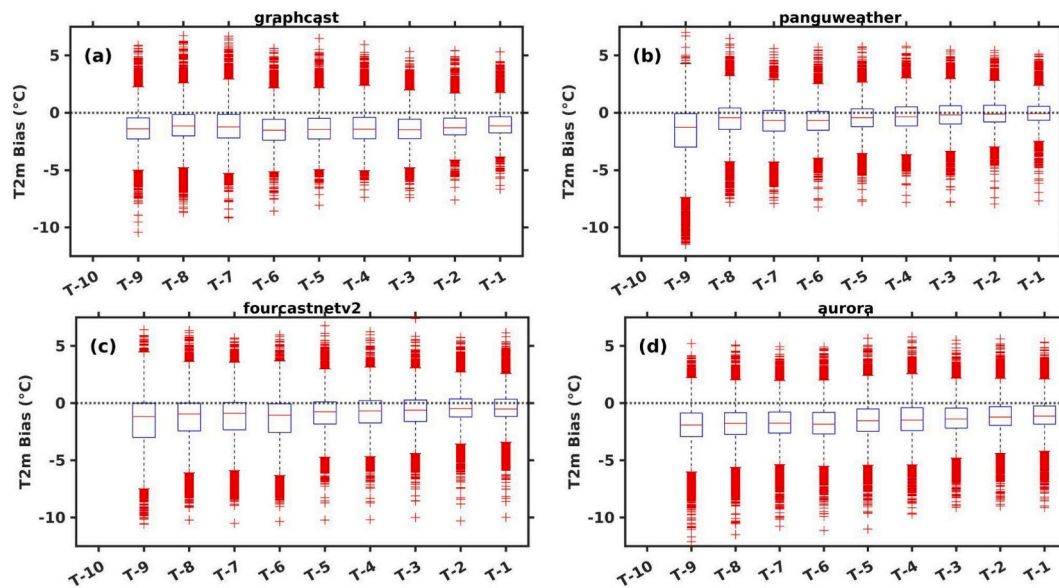 graphcast
(a)
T2m Bias (°C)
5
0
-5
-10
T-10 T-9 T-8 T-7 T-6 T-5 T-4 T-3 T-2 T-1
panguweather
(b)
T2m Bias (°C)
5
0
-5
-10
T-10 T-9 T-8 T-7 T-6 T-5 T-4 T-3 T-2 T-1
fourcastnetv2
(c)
T2m Bias (°C)
5
0
-5
-10
T-10 T-9 T-8 T-7 T-6 T-5 T-4 T-3 T-2 T-1
aurora
(d)
T2m Bias (°C)
5
0
-5
-10
T-10 T-9 T-8 T-7 T-6 T-5 T-4 T-3 T-2 T-1